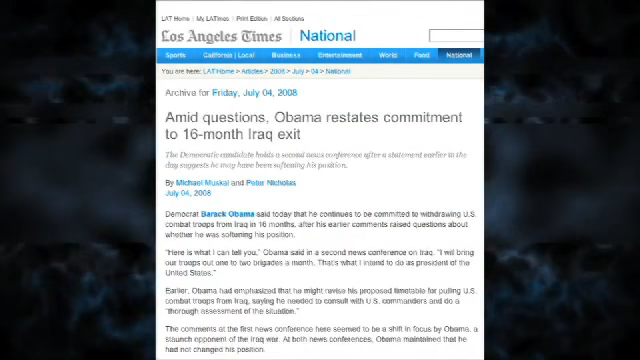 LAT Home | My LATimes | Print Edition | All Sections
Los Angeles Times | National
Sports California | Local Business Entertainment World Food National
You are here: LAT Home > Articles > 2008 > July > 04 > National
Archive for Friday, July 04, 2008
Amid questions, Obama restates commitment
to 16-month Iraq exit
The Democratic candidate holds a second news conference after a statement earlier in the
day suggests he may have been softening his position.
By Michael Muskal and Peter Nicholas
July 04, 2008
Democrat Barack Obama said today that he continues to be committed to withdrawing U.S.
combat troops from Iraq in 16 months, after his earlier comments raised questions about
whether he was softening his position.
"Here is what I can tell you," Obama said in a second news conference on Iraq. "I will bring
our troops out one to two brigades a month. That's what I intend to do as president of the
United States."
Earlier, Obama had emphasized that he might revise his proposed timetable for pulling U.S.
combat troops from Iraq, saying he needed to consult with U.S. commanders and do a
"thorough assessment of the situation."
The comments at the first news conference here seemed to be a shift in focus by Obama, a
staunch opponent of the Iraq war. At both news conferences, Obama maintained that he
had not changed his position.